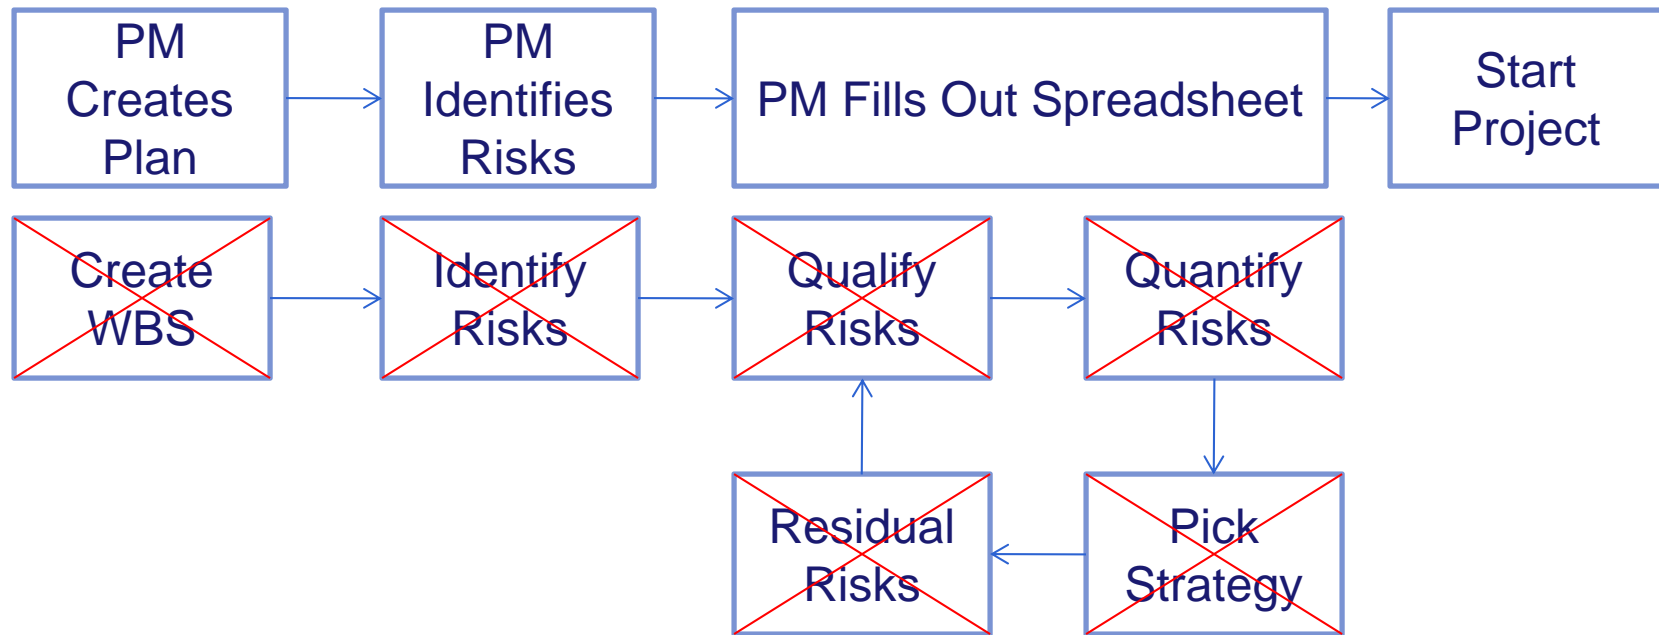 PM
Creates
Plan
PM
Identifies
Risks
PM Fills Out Spreadsheet
Start
Project
Create
WBS
Identify
Risks
Qualify
Risks
Quantify
Risks
Residual
Risks
Pick
Strategy